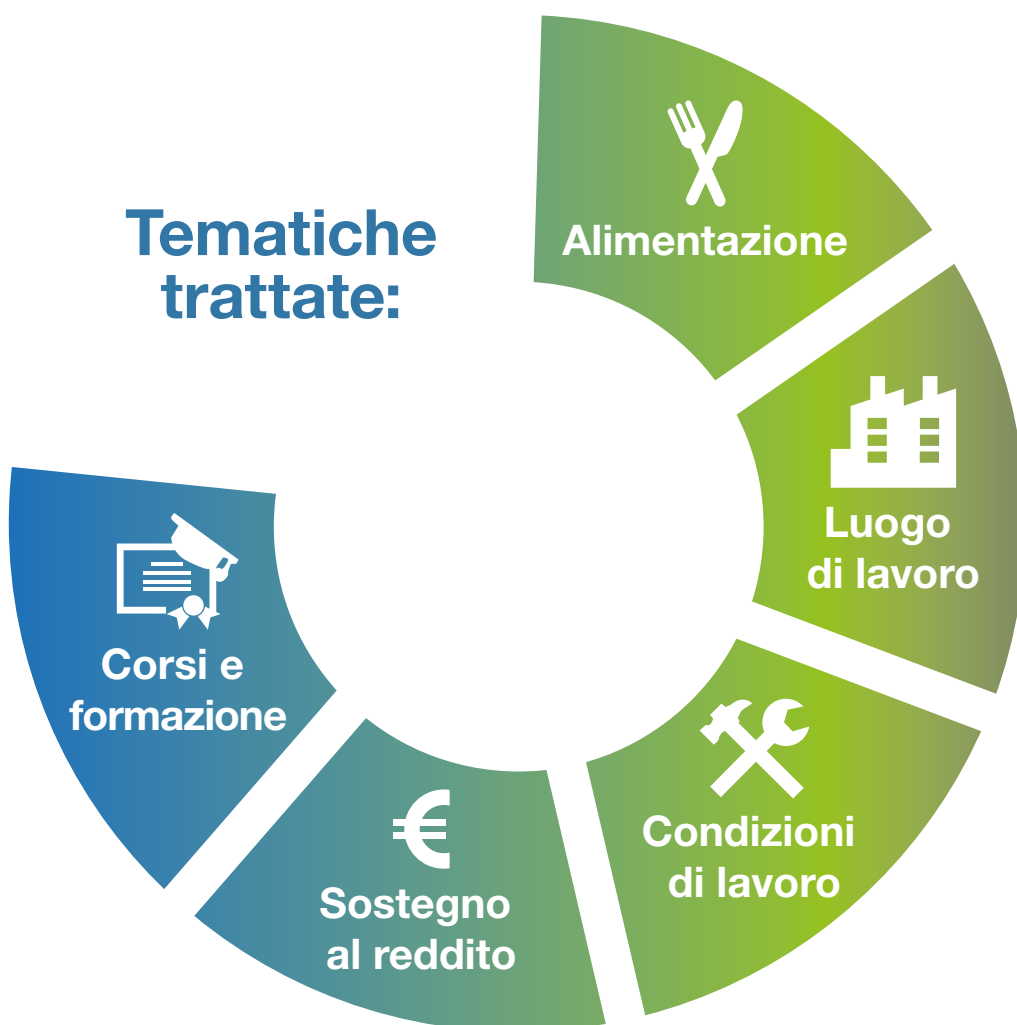 Tematiche
trattate:
Alimentazione
Luogo
di lavoro
Condizioni
di lavoro
Sostegno
al reddito
Corsi e
formazione